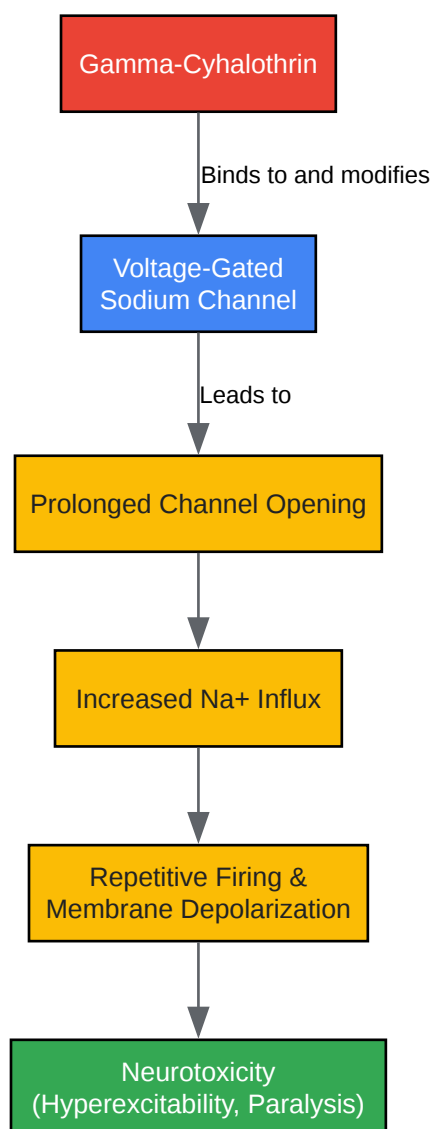 Gamma-Cyhalothrin
Binds to and modifies
Voltage-Gated
Sodium Channel
Leads to
Prolonged Channel Opening
Increased Na+ Influx
Repetitive Firing &
Membrane Depolarization
Neurotoxicity
(Hyperexcitability, Paralysis)